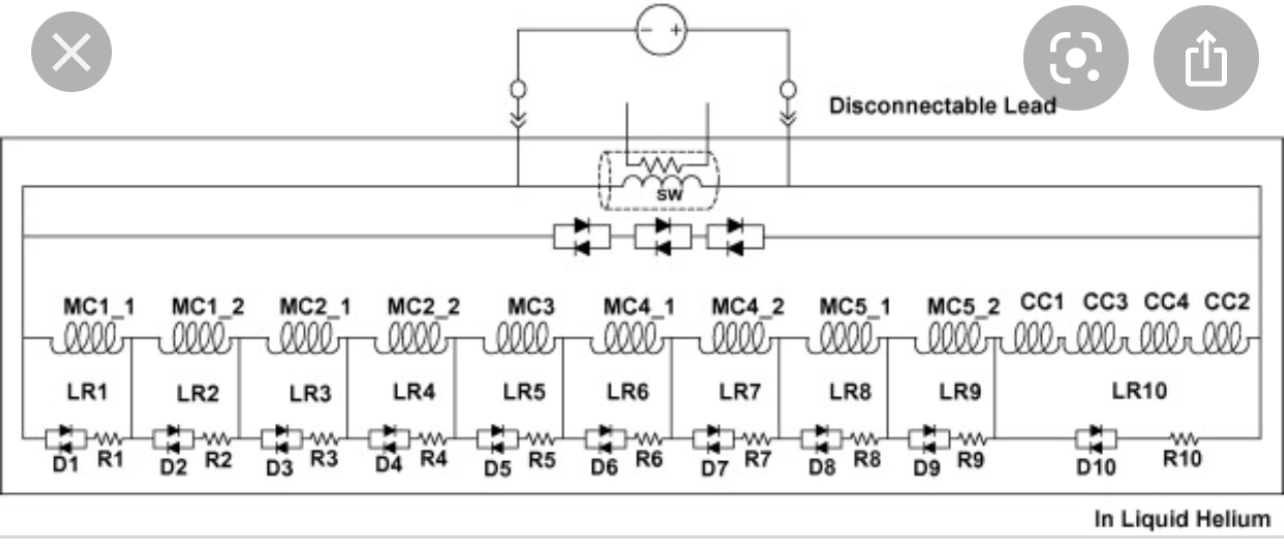 − +
Disconnectable Lead
SW
MC1_1 MC1_2 MC2_1 MC2_2 MC3 MC4_1 MC4_2 MC5_1 MC5_2 CC1 CC3 CC4 CC2
LR1 LR2 LR3 LR4 LR5 LR6 LR7 LR8 LR9 LR10
D1 R1 D2 R2 D3 R3 D4 R4 D5 R5 D6 R6 D7 R7 D8 R8 D9 R9 D10 R10
In Liquid Helium